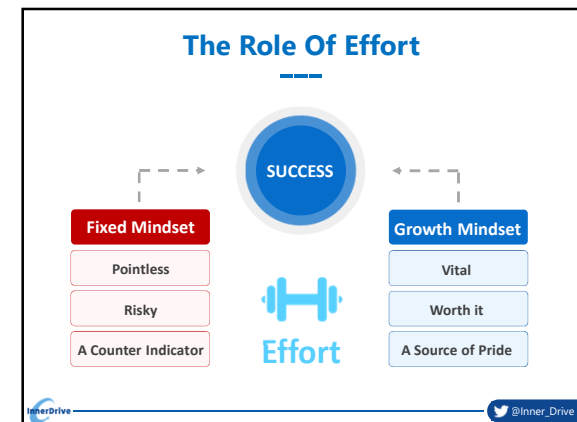 The Role Of Effort
SUCCESS
Fixed Mindset
Pointless
Risky
A Counter Indicator
Effort
Growth Mindset
Vital
Worth it
A Source of Pride
InnerDrive
@Inner_Drive